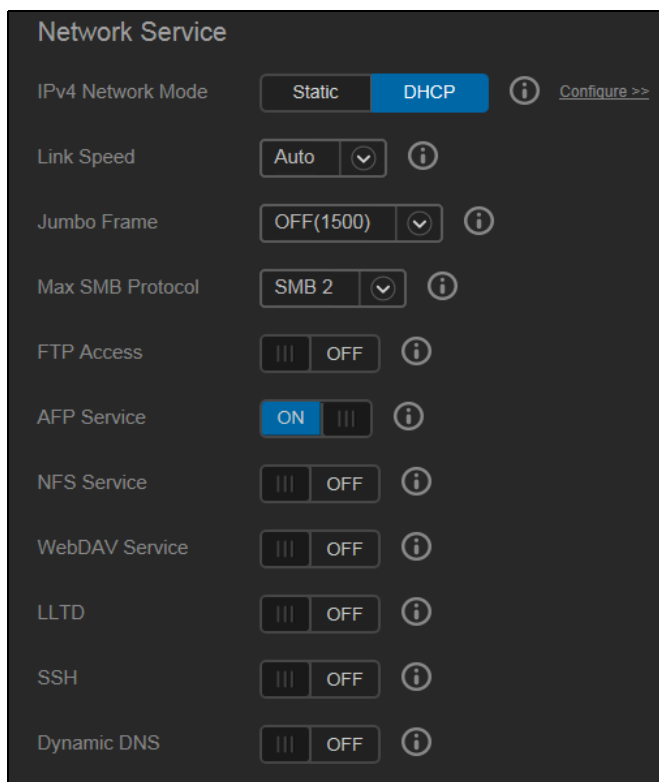 Network Service
IPv4 Network Mode Static DHCP Configure >>
Link Speed Auto
Jumbo Frame OFF(1500)
Max SMB Protocol SMB 2
FTP Access OFF
AFP Service ON
NFS Service OFF
WebDAV Service OFF
LLTD OFF
SSH OFF
Dynamic DNS OFF